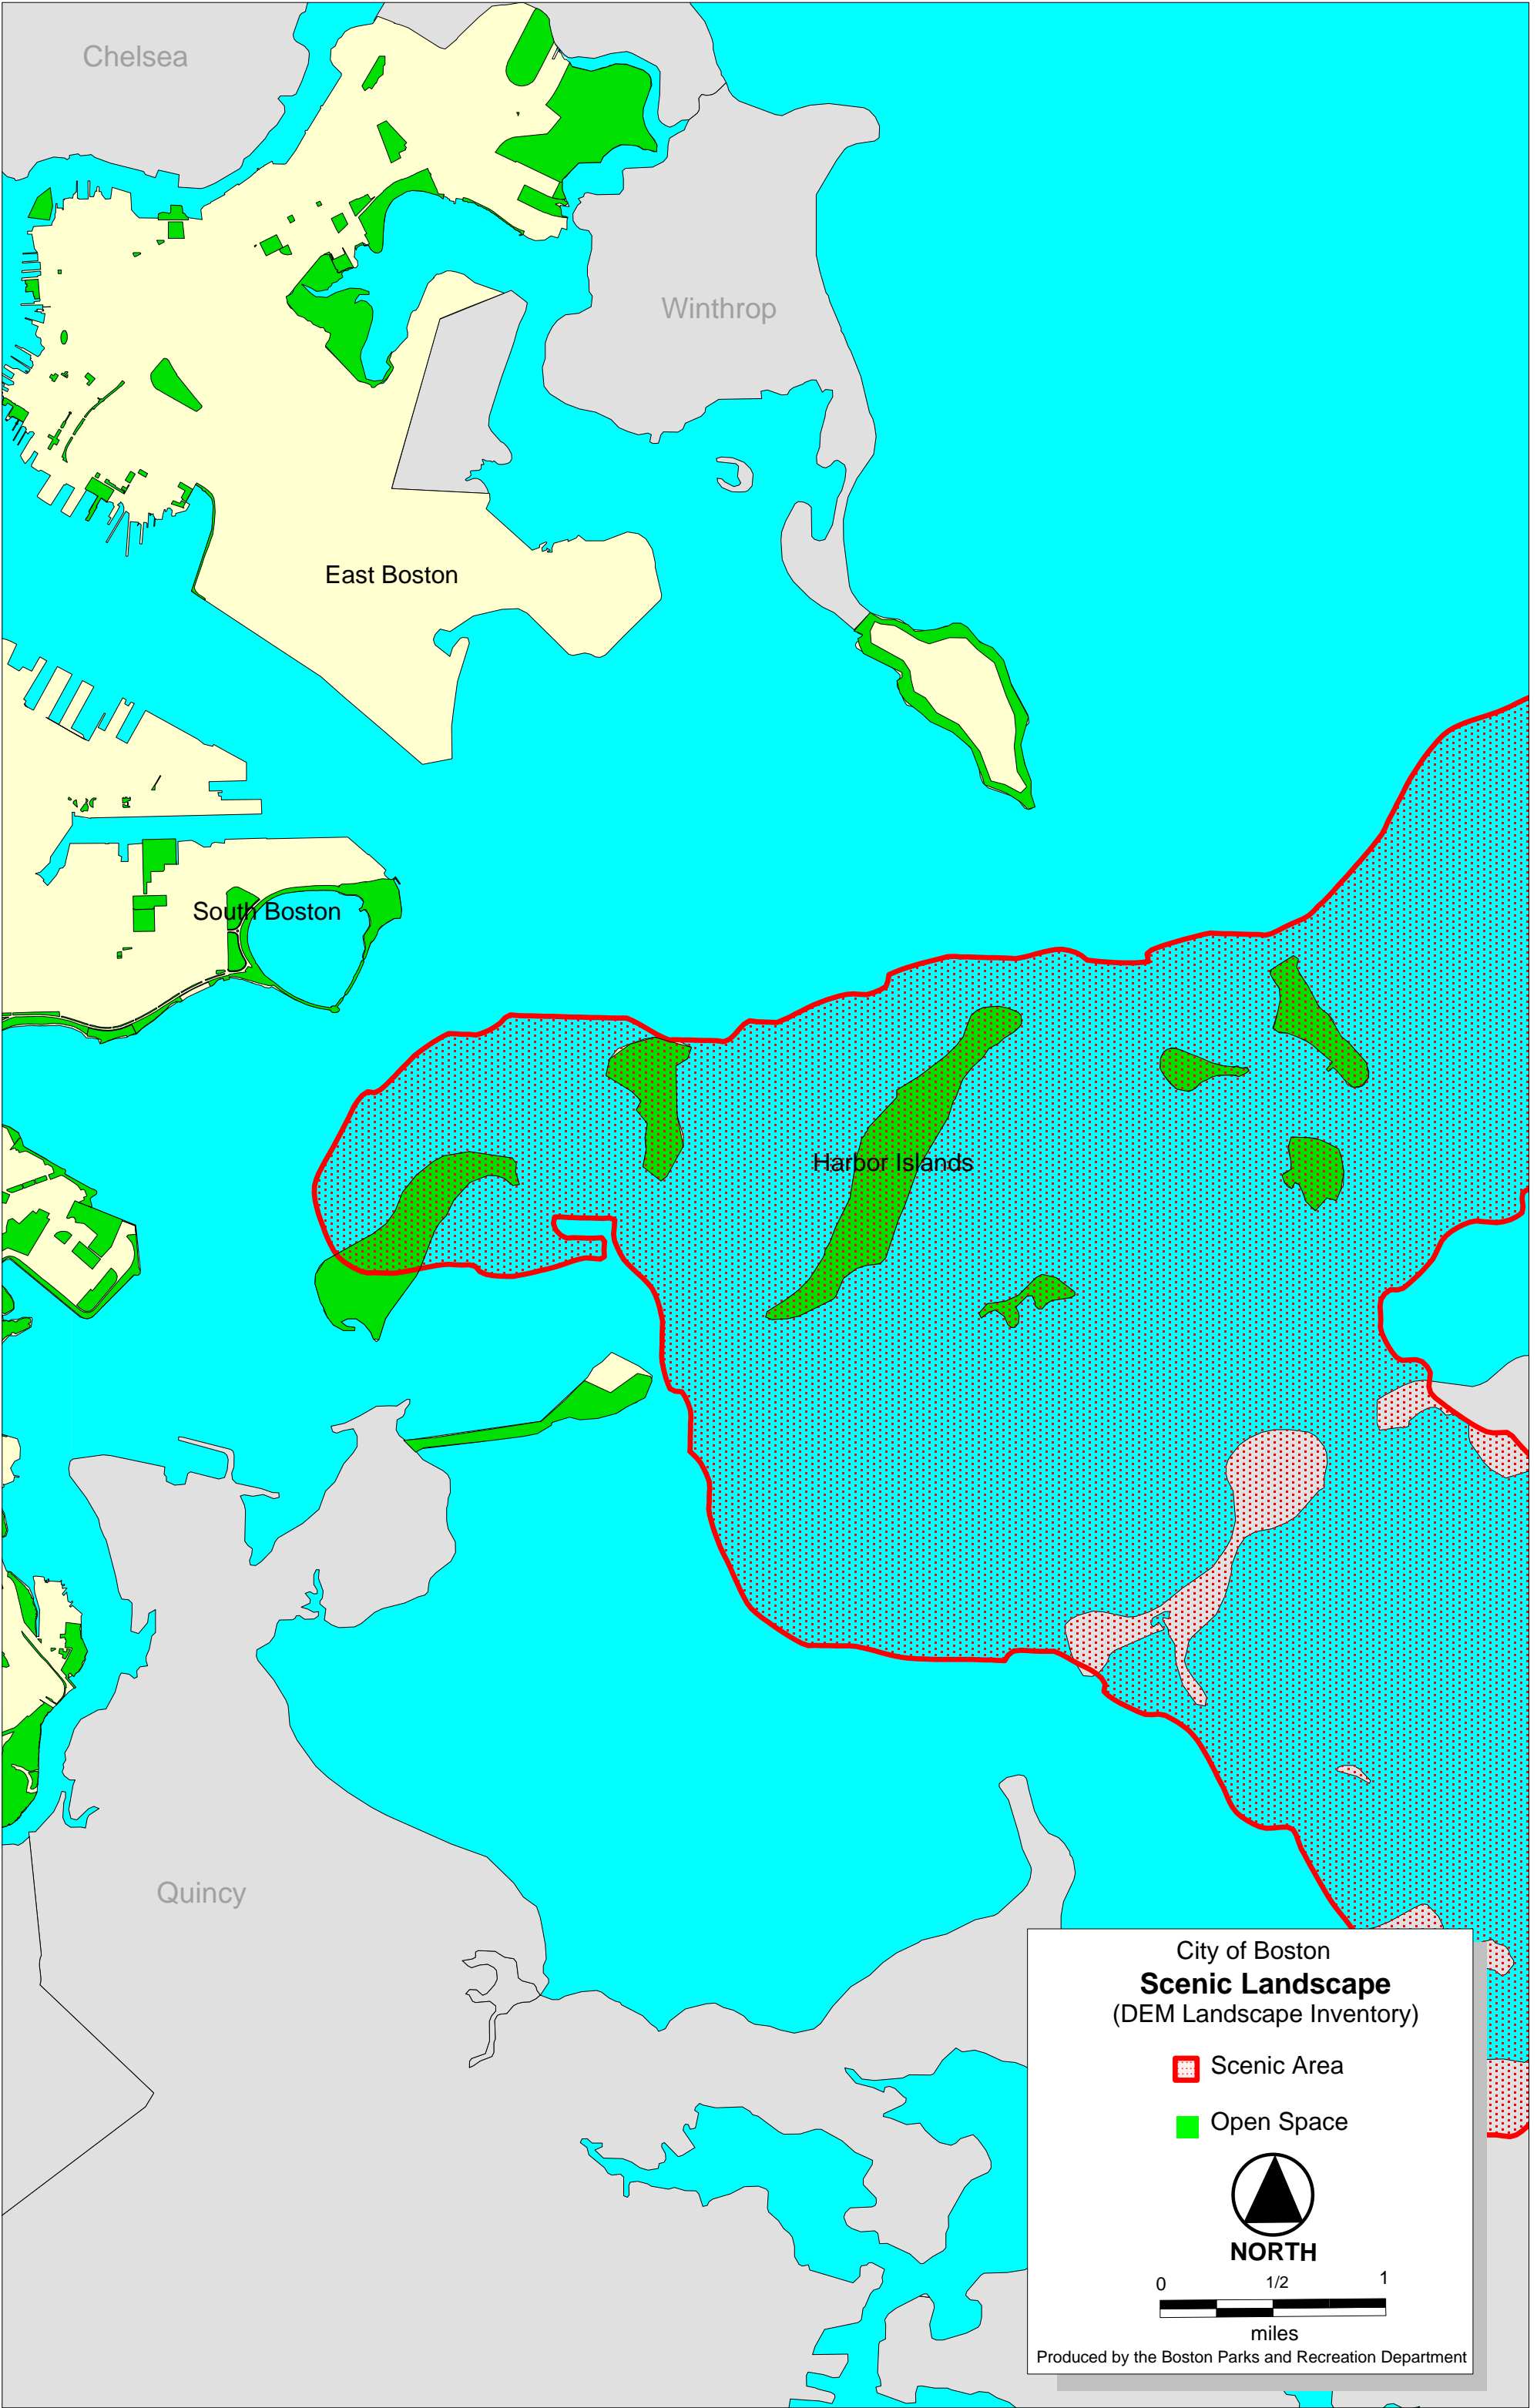 Chelsea
Winthrop
East Boston
South Boston
Harbor Islands
Quincy
City of Boston
Scenic Landscape
(DEM Landscape Inventory)
Scenic Area
Open Space
NORTH
0 1/2 1
miles
Produced by the Boston Parks and Recreation Department